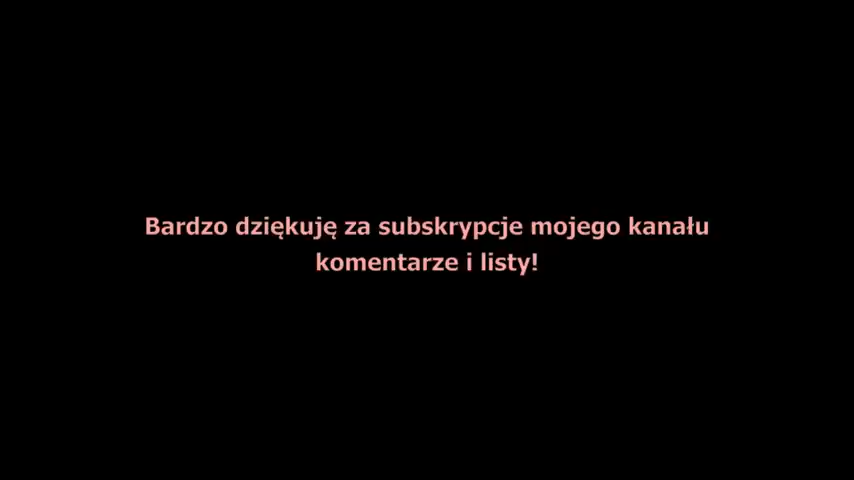 Bardzo dziękuję za subskrypcje mojego kanału
komentarze i listy!